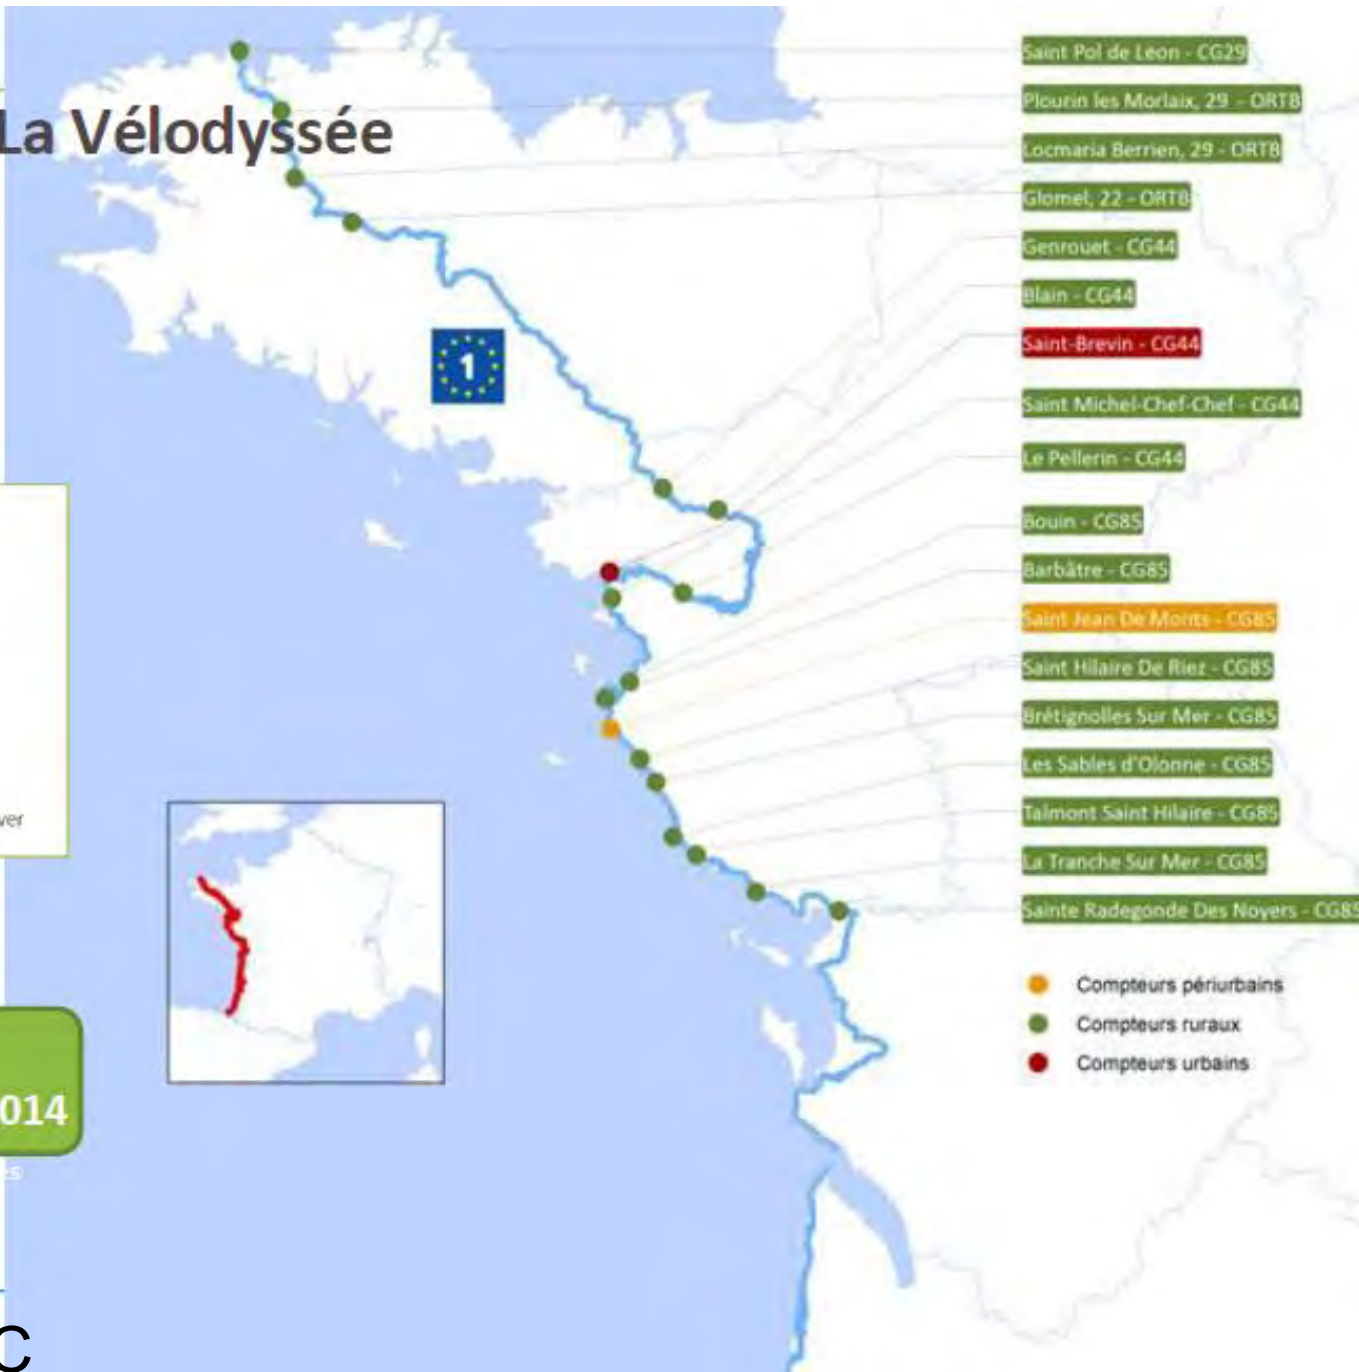 La Vélodyssée
Saint Pol de Leon - CG29
Plourin les Morlaix, 29 - ORTB
Locmaria Berrien, 29 - ORTB
Glomel, 22 - ORTB
Genrouet - CG44
Blain - CG44
1
Saint-Brevin - CG44
Saint Michel-Chef-Chef - CG44
Le Pellerin - CG44
Bouin - CG85
Barbâtre - CG85
Saint Jean De Monts - CG85
Saint Hilaire De Riez - CG85
Brétignolles Sur Mer - CG85
Les Sables d'Olonne - CG85
Talmont Saint Hilaire - CG85
La Tranche Sur Mer - CG85
Sainte Radegonde Des Noyers - CG85
Compteurs périurbains
Compteurs ruraux
Compteurs urbains
ver
014
es
C